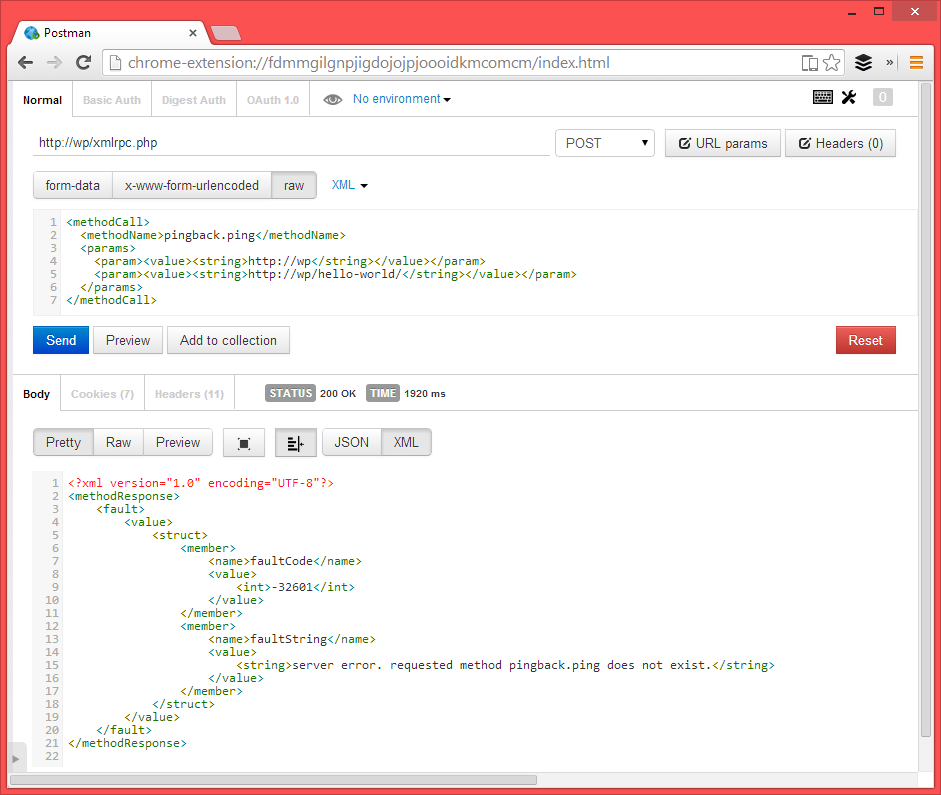 Postman
chrome-extension://fdmmgilgnpjigdojojpjoooidkmcomcm/index.html
Normal Basic Auth Digest Auth OAuth 1.0 No environment 0
http://wp/xmlrpc.php POST URL params Headers (0)
form-data x-www-form-urlencoded raw XML
1 <methodCall>
2 <methodName>pingback.ping</methodName>
3 <params>
4 <param><value><string>http://wp</string></value></param>
5 <param><value><string>http://wp/hello-world/</string></value></param>
6 </params>
7 </methodCall>
Send Preview Add to collection Reset
Body Cookies (7) Headers (11) STATUS 200 OK TIME 1920 ms
Pretty Raw Preview JSON XML
1 <?xml version="1.0" encoding="UTF-8"?>
2 <methodResponse>
3 <fault>
4 <value>
5 <struct>
6 <member>
7 <name>faultCode</name>
8 <value>
9 <int>-32601</int>
10 </value>
11 </member>
12 <member>
13 <name>faultString</name>
14 <value>
15 <string>server error. requested method pingback.ping does not exist.</string>
16 </value>
17 </member>
18 </struct>
19 </value>
20 </fault>
21 </methodResponse>
22